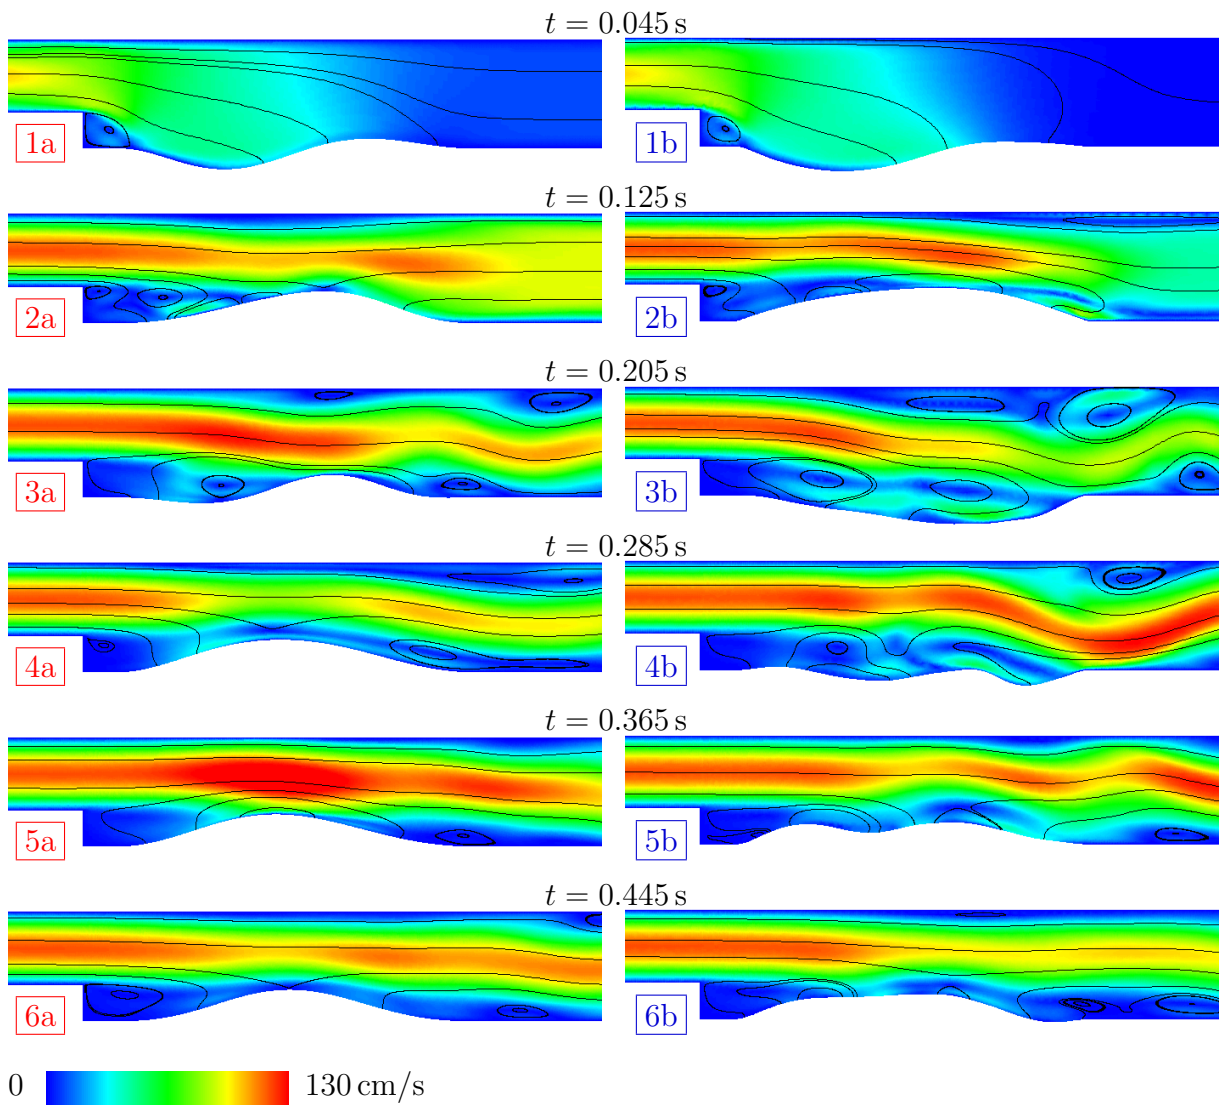 t = 0.045 s
1a 1b
t = 0.125 s
2a 2b
t = 0.205 s
3a 3b
t = 0.285 s
4a 4b
t = 0.365 s
5a 5b
t = 0.445 s
6a 6b
0 130 cm/s